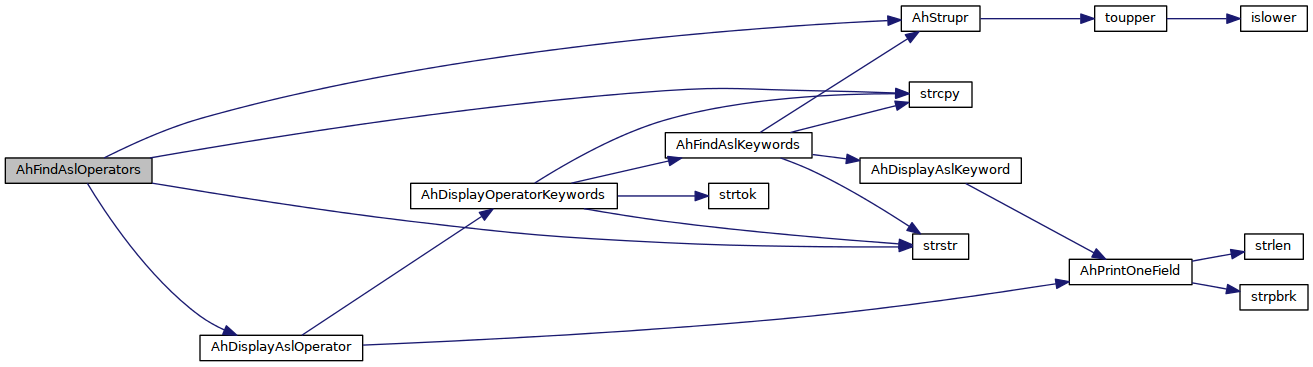 AhStrupr
toupper
islower
strcpy
AhFindAslKeywords
AhFindAslOperators
AhDisplayAslKeyword
AhDisplayOperatorKeywords
strtok
strstr
strlen
AhPrintOneField
strpbrk
AhDisplayAslOperator